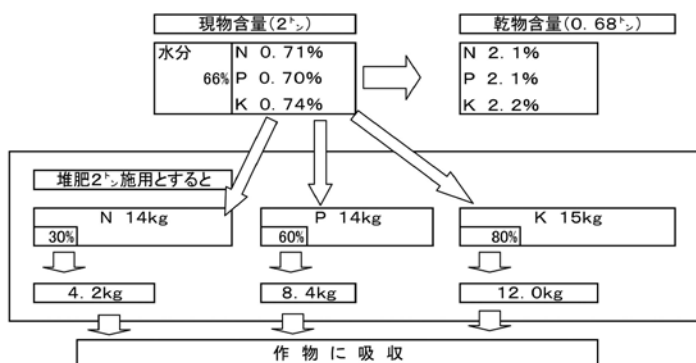 現物含量(2㌧)
乾物含量(0.68㌧)
水分 66%
N 0.71%
P 0.70%
K 0.74%
N 2.1%
P 2.1%
K 2.2%
堆肥2㌧施用とすると
N 14kg
30%
P 14kg
60%
K 15kg
80%
4.2kg
8.4kg
12.0kg
作物に吸収